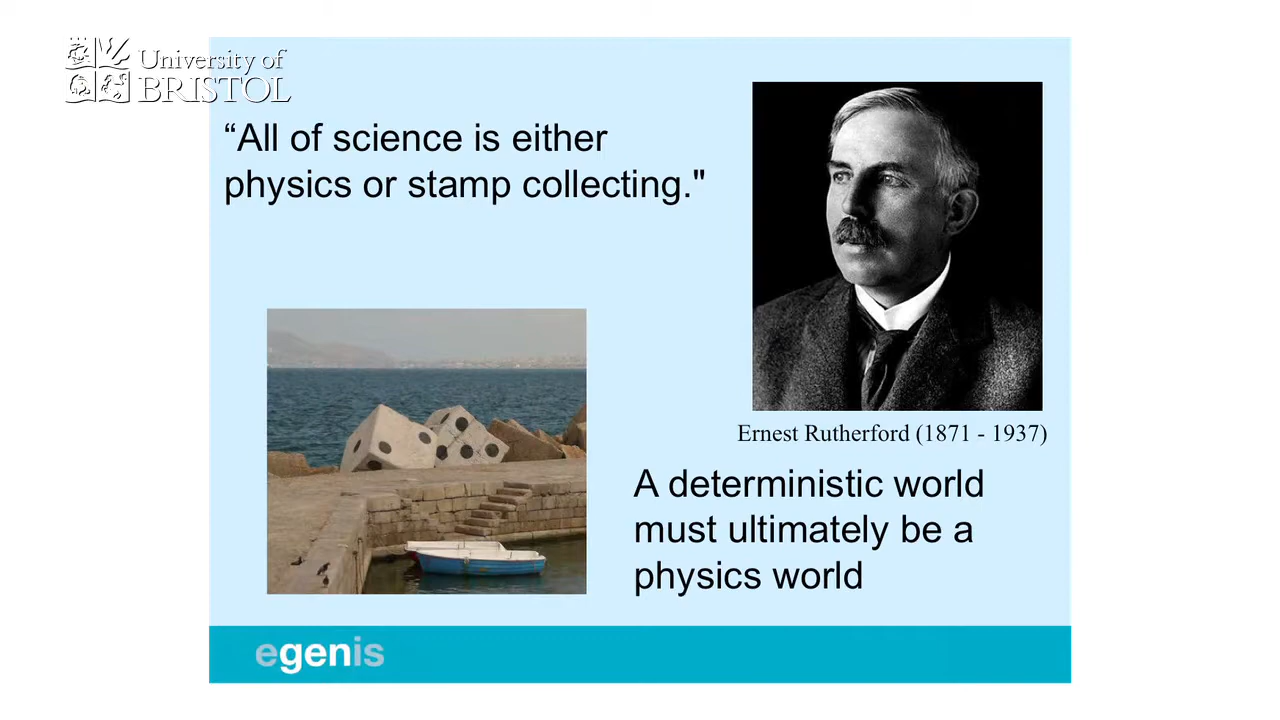 University of
BRISTOL
“All of science is either
physics or stamp collecting."
Ernest Rutherford (1871 - 1937)
A deterministic world
must ultimately be a
physics world
egenis